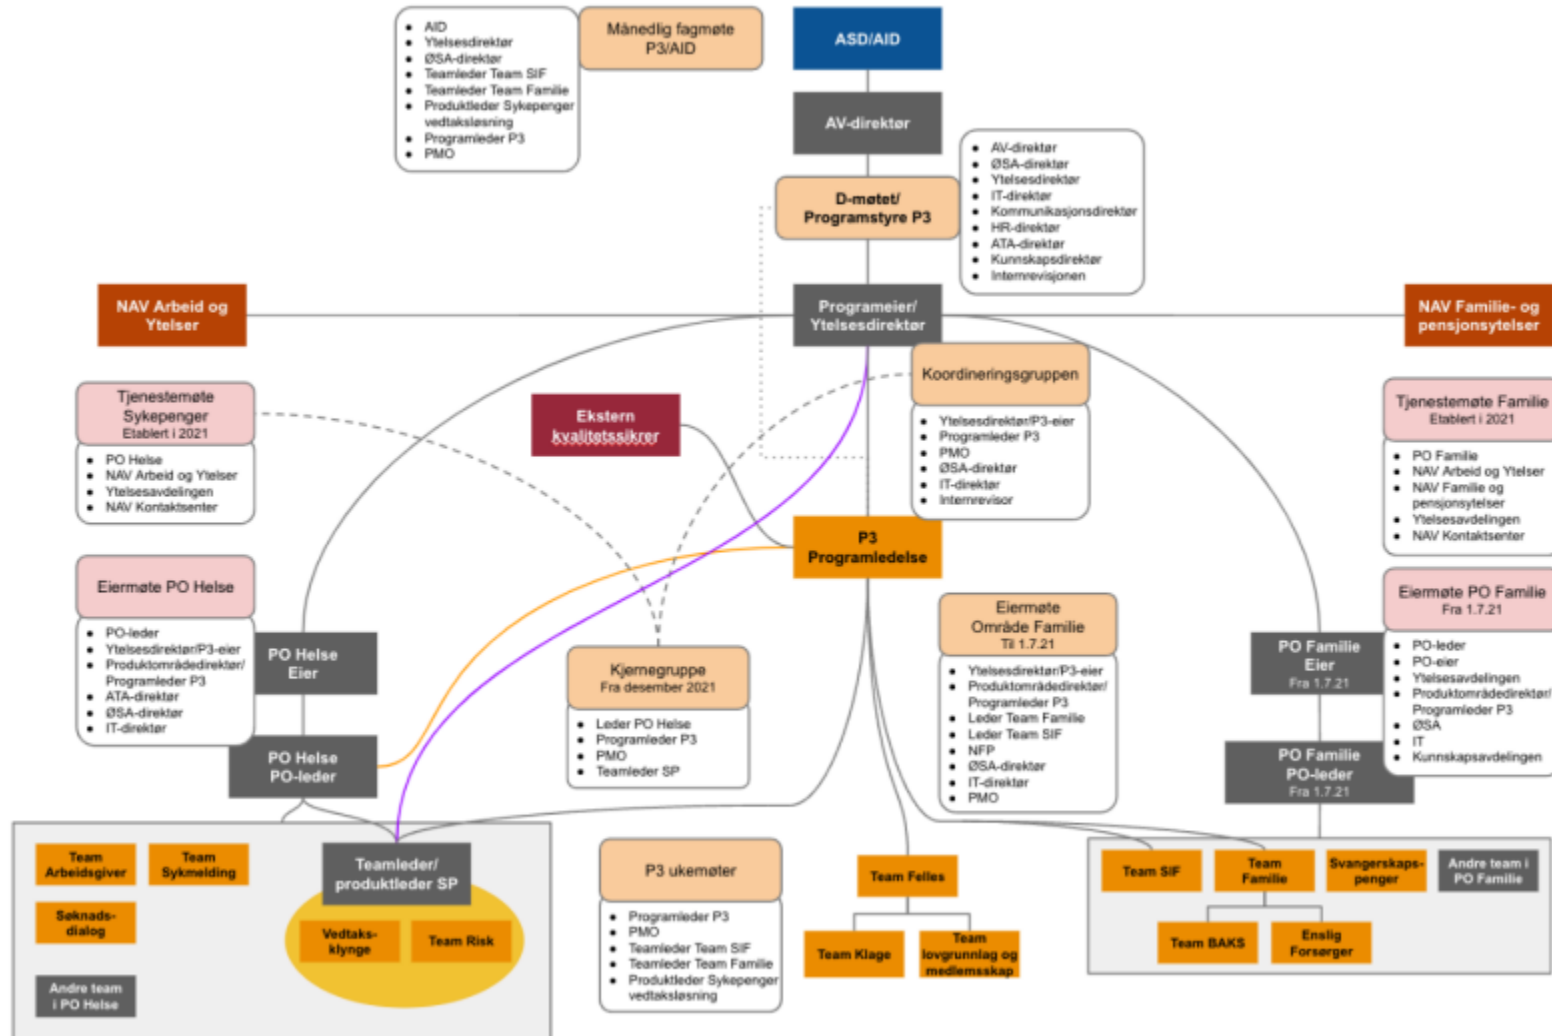 Månedlig fagmøte
P3/AID
• AID
• Ytelsesdirektør
• ØSA-direktør
• Teamleder Team SIF
• Teamleder Team Familie
• Produktleder Sykepenger
vedtaksløsning
• Programleder P3
• PMO
ASD/AID
AV-direktør
D-møtet/
Programstyre P3
• AV-direktør
• ØSA-direktør
• Ytelsesdirektør
• IT-direktør
• Kommunikasjonsdirektør
• HR-direktør
• ATA-direktør
• Kunnskapsdirektør
• Internrevisjonen
NAV Arbeid og
Ytelser
Programeier/
Ytelsesdirektør
NAV Familie- og
pensjonsytelser
Tjenestemøte
Sykepenger
Etablert i 2021
• PO Helse
• NAV Arbeid og Ytelser
• Ytelsesavdelingen
• NAV Kontaktsenter
Ekstern
kvalitetssikrer
Koordineringsgruppen
• Ytelsesdirektør/P3-eier
• Programleder P3
• PMO
• ØSA-direktør
• IT-direktør
• Internrevisor
Tjenestemøte Familie
Etablert i 2021
• PO Familie
• NAV Arbeid og Ytelser
• NAV Familie og
pensjonsytelser
• Ytelsesavdelingen
• NAV Kontaktsenter
P3
Programledelse
Eiermøte PO Helse
• PO-leder
• Ytelsesdirektør/P3-eier
• Produktområdedirektør/
Programleder P3
• ATA-direktør
• ØSA-direktør
• IT-direktør
PO Helse
Eier
PO Helse
PO-leder
Kjernegruppe
Fra desember 2021
• Leder PO Helse
• Programleder P3
• PMO
• Teamleder SP
Eiermøte
Område Familie
Til 1.7.21
• Ytelsesdirektør/P3-eier
• Produktområdedirektør/
Programleder P3
• Leder Team Familie
• Leder Team SIF
• NFP
• ØSA-direktør
• IT-direktør
• PMO
PO Familie
Eier
Fra 1.7.21
PO Familie
PO-leder
Fra 1.7.21
Eiermøte PO Familie
Fra 1.7.21
• PO-leder
• PO-eier
• Ytelsesavdelingen
• Produktområdedirektør/
Programleder P3
• ØSA
• IT
• Kunnskapsavdelingen
Team
Arbeidsgiver
Team
Sykmelding
Søknads-
dialog
Andre team
i PO Helse
Teamleder/
produktleder SP
Vedtaks-
klynge
Team Risk
P3 ukemøter
• Programleder P3
• PMO
• Teamleder Team SIF
• Teamleder Team Familie
• Produktleder Sykepenger
vedtaksløsning
Team Felles
Team Klage
Team
lovgrunnlag og
medlemsskap
Team SIF
Team
Familie
Svangerskaps-
penger
Andre team i
PO Familie
Team BAKS
Enslig
Forsørger